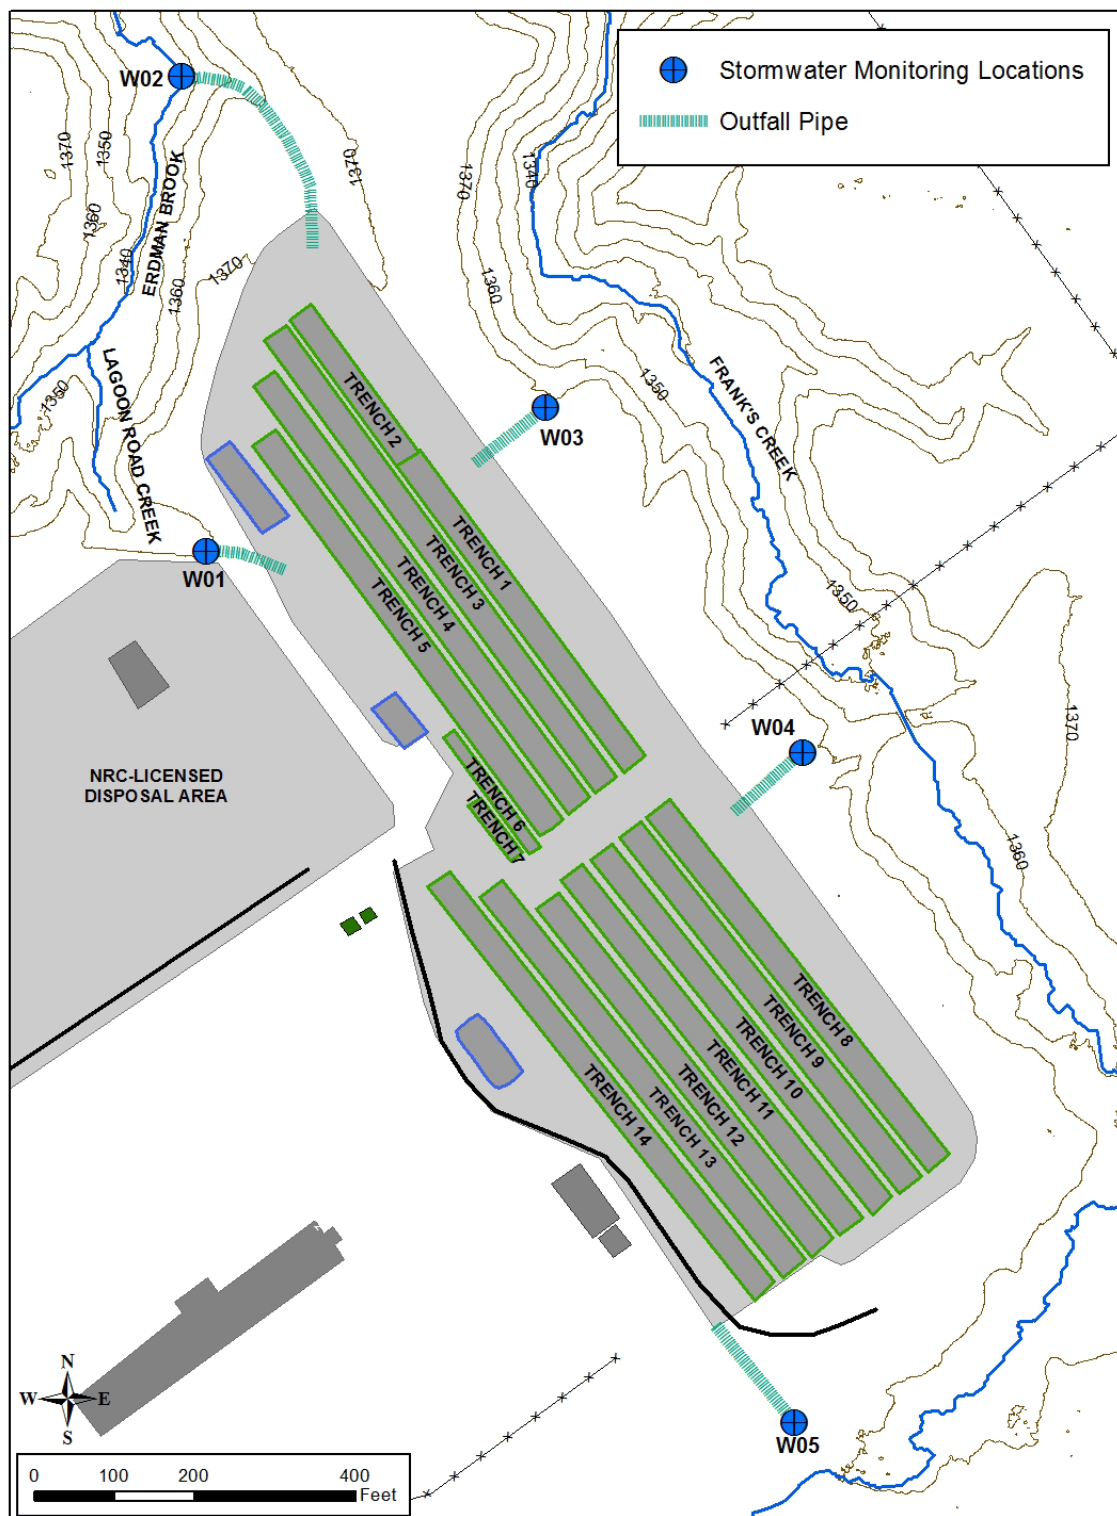 Stormwater Monitoring Locations
Outfall Pipe
W02
1370
1350
1360
1340
ERDMAN BROOK
1360
1370
1370
1350
LAGOON ROAD CREEK
1370
1340
1360
1350
FRANK'S CREEK
W03
W01
TRENCH 2
TRENCH 1
TRENCH 3
TRENCH 4
TRENCH 5
1350
W04
1370
1360
TRENCH 6
TRENCH 7
NRC-LICENSED
DISPOSAL AREA
TRENCH 8
TRENCH 9
TRENCH 10
TRENCH 11
TRENCH 12
TRENCH 13
TRENCH 14
W05
N
W
E
S
0
100
200
400
Feet